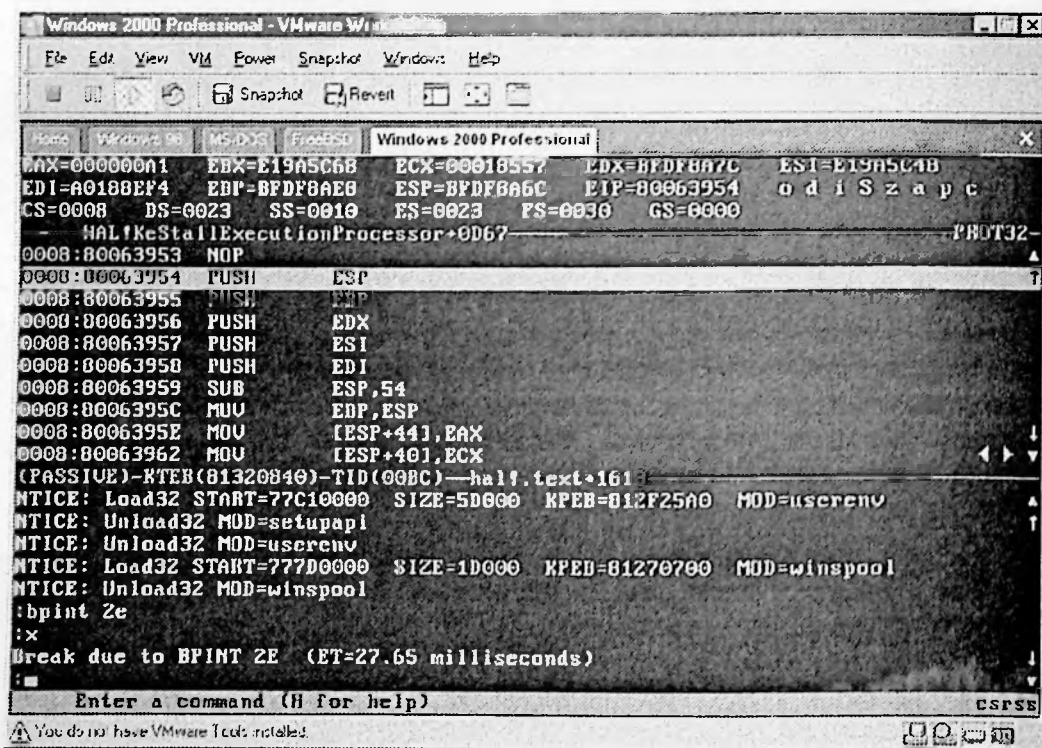 Windows 2000 Professional - VMware
File Edit View VM Power Snapshot Windows Help
Snapshot Revert
Home Windows 98 MS-DOS FreeBSD Windows 2000 Professional
EAX=000000A1 EBX=E19A5C68 ECX=00018557 EDX=BFDF8A7C ESI=E19A5C48
EDI=A0188EF4 EBP=BFDF8AE8 ESP=BFDF8A6C EIP=80063954 o d i S z a p c
CS=0008 DS=0023 SS=0010 ES=0023 FS=0030 GS=0000
HAL!KeStallExecutionProcessor+0D67 PROT32
0008:80063953 NOP
0008:80063954 PUSH ESP
0008:80063955 PUSH EBP
0008:80063956 PUSH EDX
0008:80063957 PUSH ESI
0008:80063958 PUSH EDI
0008:80063959 SUB ESP,54
0008:8006395C MOV EBP,ESP
0008:8006395E MOV [ESP+44],EAX
0008:80063962 MOV [ESP+40],ECX
(PASSIVE)-KTEB(81320840)-TID(00BC)—hal!.text+161
NTICE: Load32 START=77C10000 SIZE=5D000 KPEB=812F25A0 MOD=userenv
NTICE: Unload32 MOD=setupapi
NTICE: Unload32 MOD=userenv
NTICE: Load32 START=777D0000 SIZE=1D000 KPEB=81270700 MOD=winspool
NTICE: Unload32 MOD=winspool
:bpint 2e
:x
Break due to BPINT 2E (ET=27.65 milliseconds)
:
Enter a command (H for help) csrss
You do not have VMware Tools installed.